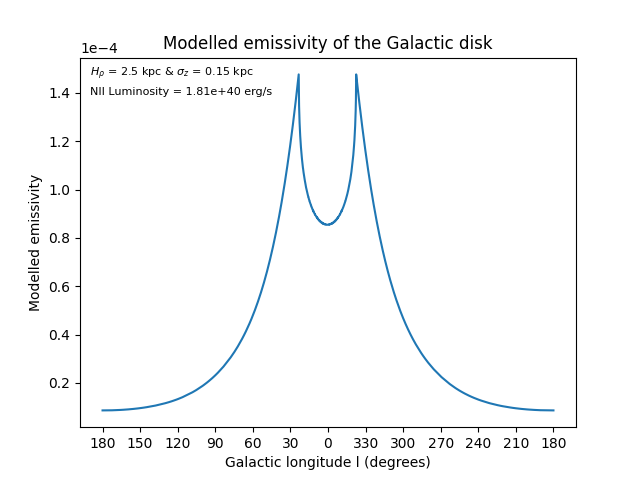 Modelled emissivity of the Galactic disk
1e−4
H_ρ = 2.5 kpc & σ_z = 0.15 kpc
NII Luminosity = 1.81e+40 erg/s
1.4
1.2
1.0
0.8
0.6
0.4
0.2
Modelled emissivity
180 150 120 90 60 30 0 330 300 270 240 210 180
Galactic longitude l (degrees)